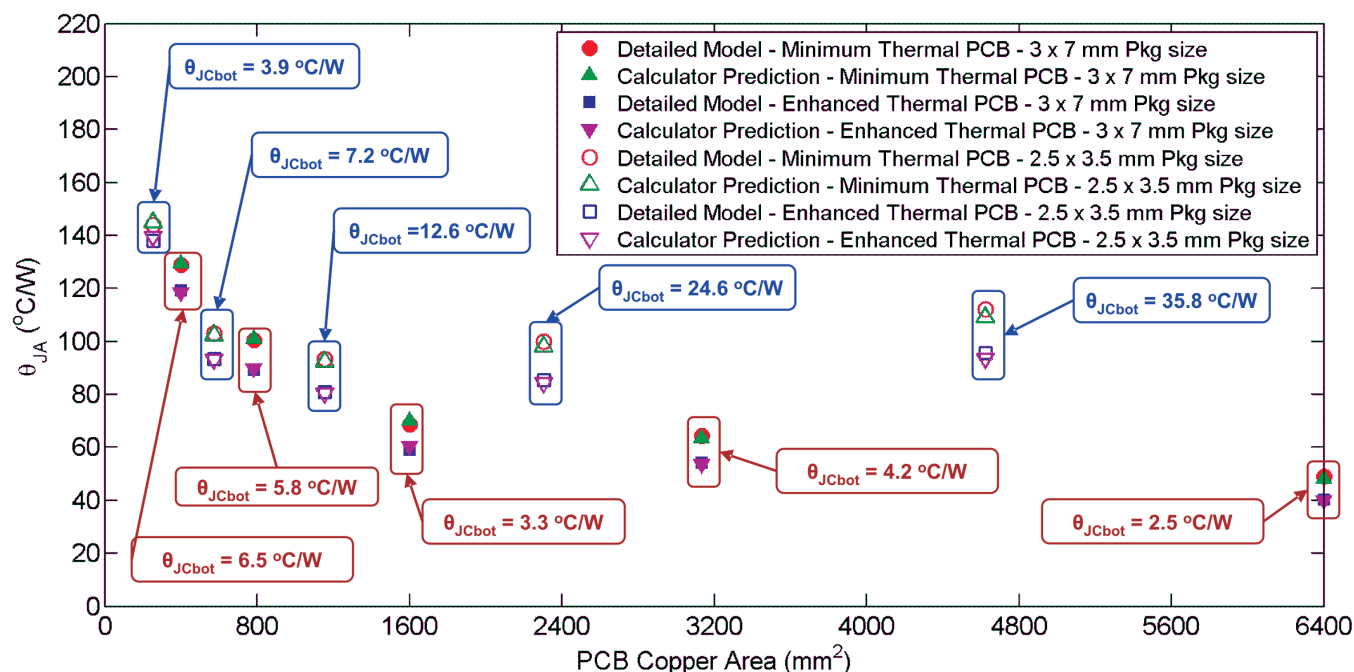 220
200
180
160
140
120
100
80
60
40
20
0
θJA (oC/W)
Detailed Model - Minimum Thermal PCB - 3 x 7 mm Pkg size
Calculator Prediction - Minimum Thermal PCB - 3 x 7 mm Pkg size
Detailed Model - Enhanced Thermal PCB - 3 x 7 mm Pkg size
Calculator Prediction - Enhanced Thermal PCB - 3 x 7 mm Pkg size
Detailed Model - Minimum Thermal PCB - 2.5 x 3.5 mm Pkg size
Calculator Prediction - Minimum Thermal PCB - 2.5 x 3.5 mm Pkg size
Detailed Model - Enhanced Thermal PCB - 2.5 x 3.5 mm Pkg size
Calculator Prediction - Enhanced Thermal PCB - 2.5 x 3.5 mm Pkg size
θJCbot = 3.9 oC/W
θJCbot = 7.2 oC/W
θJCbot =12.6 oC/W
θJCbot = 24.6 oC/W
θJCbot = 35.8 oC/W
θJCbot = 6.5 oC/W
θJCbot = 5.8 oC/W
θJCbot = 3.3 oC/W
θJCbot = 4.2 oC/W
θJCbot = 2.5 oC/W
0 800 1600 2400 3200 4000 4800 5600 6400
PCB Copper Area (mm2)